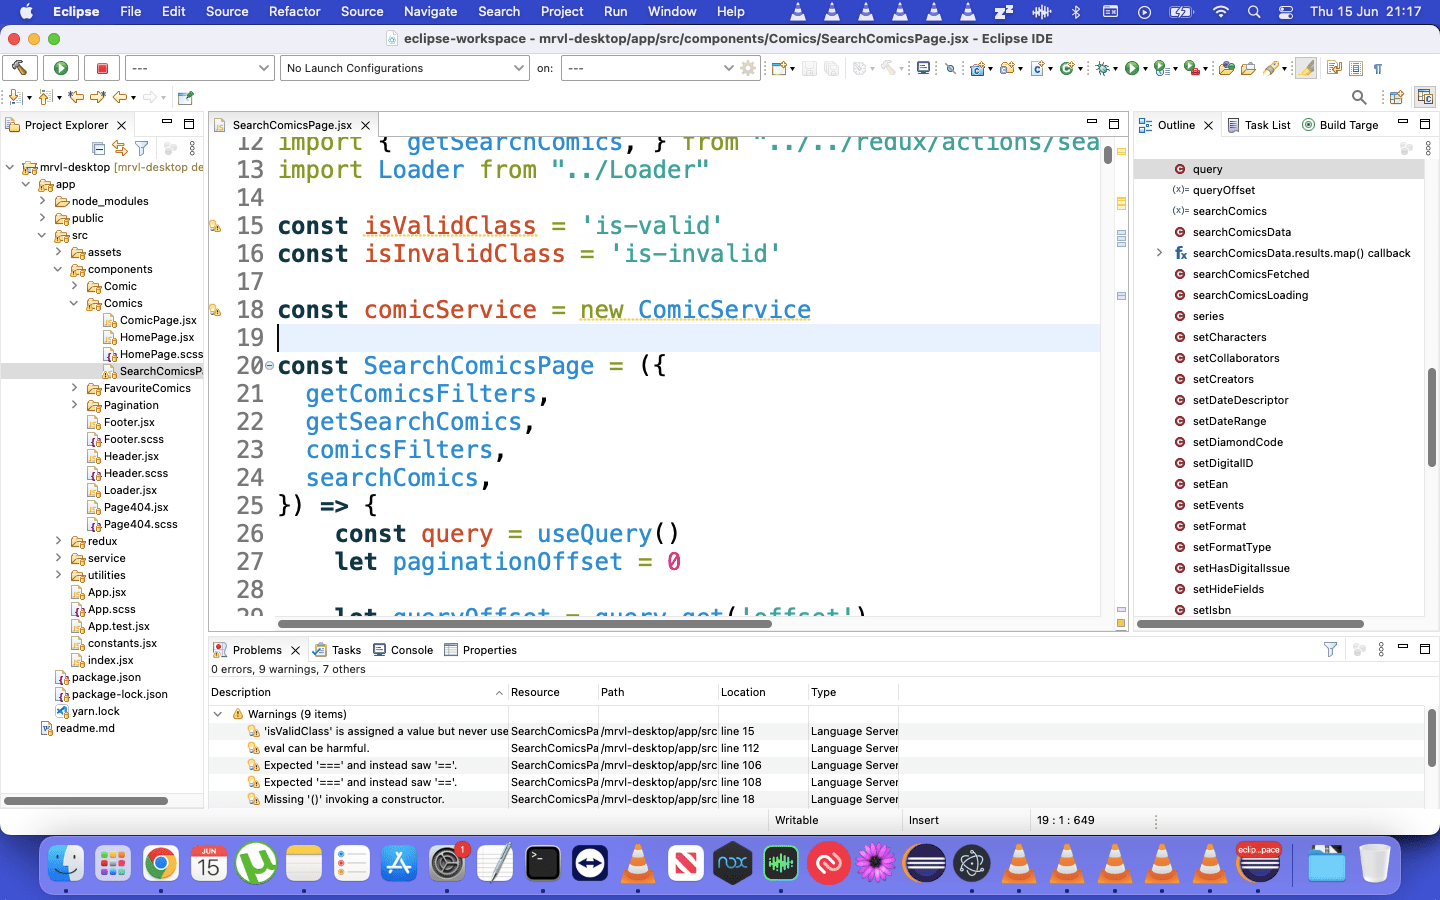 Eclipse File Edit Source Refactor Source Navigate Search Project Run Window Help Thu 15 Jun 21:17
eclipse-workspace - mrvl-desktop/app/src/components/Comics/SearchComicsPage.jsx - Eclipse IDE
--- No Launch Configurations on: ---
Project Explorer
mrvl-desktop [mrvl-desktop de
app
node_modules
public
src
assets
components
Comic
Comics
ComicPage.jsx
HomePage.jsx
HomePage.scss
SearchComicsP
FavouriteComics
Pagination
Footer.jsx
Footer.scss
Header.jsx
Header.scss
Loader.jsx
Page404.jsx
Page404.scss
redux
service
utilities
App.jsx
App.scss
App.test.jsx
constants.jsx
index.jsx
package.json
package-lock.json
yarn.lock
readme.md
SearchComicsPage.jsx
12 import { getSearchComics, } from "../../redux/actions/sea
13 import Loader from "../Loader"
14
15 const isValidClass = 'is-valid'
16 const isInvalidClass = 'is-invalid'
17
18 const comicService = new ComicService
19
20 const SearchComicsPage = ({
21 getComicsFilters,
22 getSearchComics,
23 comicsFilters,
24 searchComics,
25 }) => {
26 const query = useQuery()
27 let paginationOffset = 0
28
29 let queryOffset = query.get('offset')
Outline Task List Build Targe
query
queryOffset
searchComics
searchComicsData
searchComicsData.results.map() callback
searchComicsFetched
searchComicsLoading
series
setCharacters
setCollaborators
setCreators
setDateDescriptor
setDateRange
setDiamondCode
setDigitalID
setEan
setEvents
setFormat
setFormatType
setHasDigitalIssue
setHideFields
setIsbn
Problems Tasks Console Properties
0 errors, 9 warnings, 7 others
Description Resource Path Location Type
Warnings (9 items)
'isValidClass' is assigned a value but never use SearchComicsPa /mrvl-desktop/app/src line 15 Language Server
eval can be harmful. SearchComicsPa /mrvl-desktop/app/src line 112 Language Server
Expected '===' and instead saw '=='. SearchComicsPa /mrvl-desktop/app/src line 106 Language Server
Expected '===' and instead saw '=='. SearchComicsPa /mrvl-desktop/app/src line 108 Language Server
Missing '()' invoking a constructor. SearchComicsPa /mrvl-desktop/app/src line 18 Language Server
Writable Insert 19 : 1 : 649
JUN
15
1
nox
eclip...pace